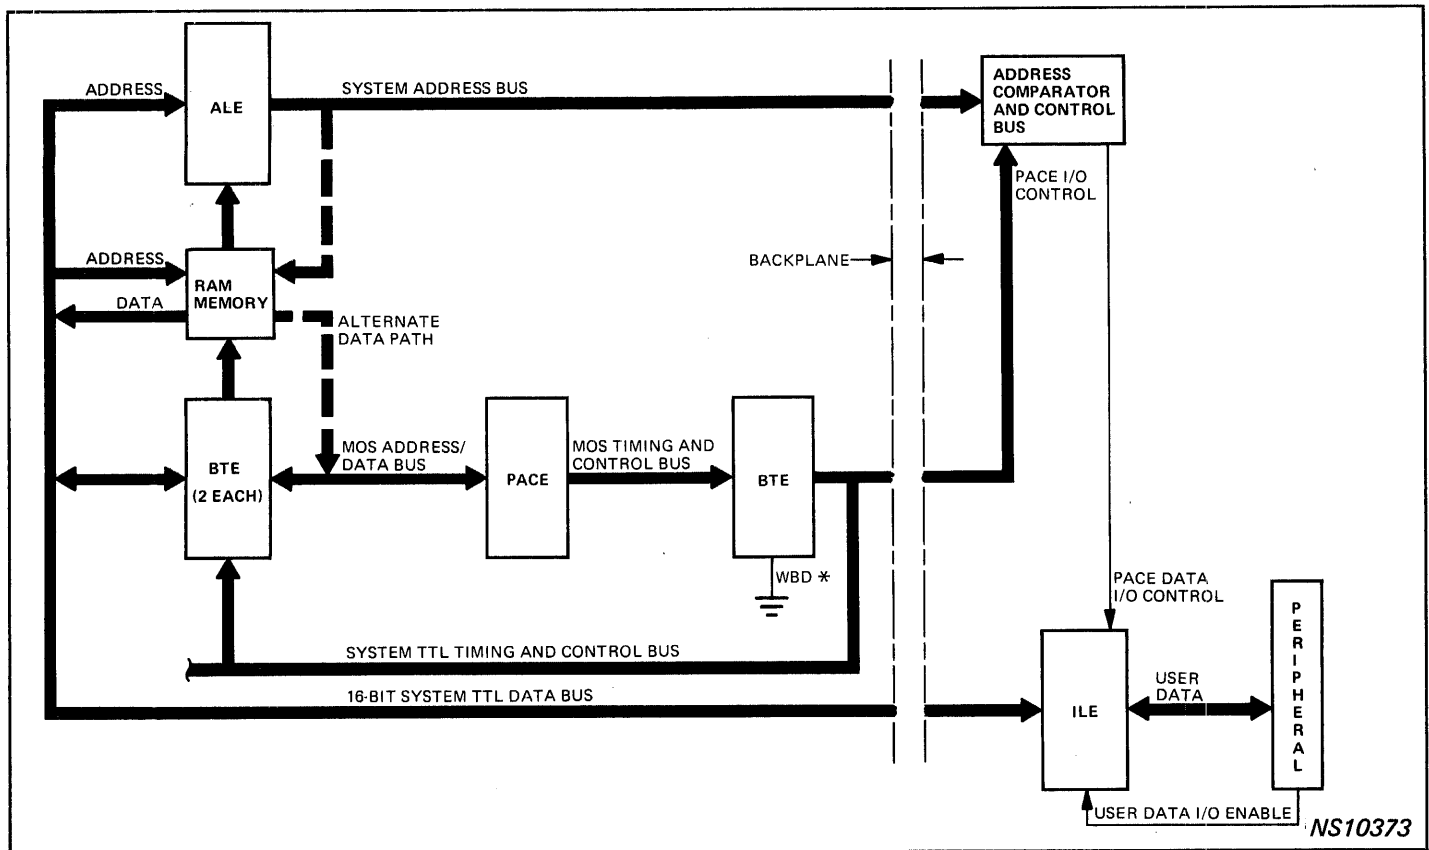 ADDRESS
ALE
SYSTEM ADDRESS BUS
ADDRESS
COMPARATOR
AND CONTROL
BUS
PACE I/O
CONTROL
ADDRESS
RAM
MEMORY
DATA
BACKPLANE
ALTERNATE
DATA PATH
BTE
(2 EACH)
MOS ADDRESS/
DATA BUS
PACE
MOS TIMING AND
CONTROL BUS
BTE
WBD *
PACE DATA
I/O CONTROL
SYSTEM TTL TIMING AND CONTROL BUS
16-BIT SYSTEM TTL DATA BUS
ILE
USER
DATA
PERIPHERAL
USER DATA I/O ENABLE
NS10373